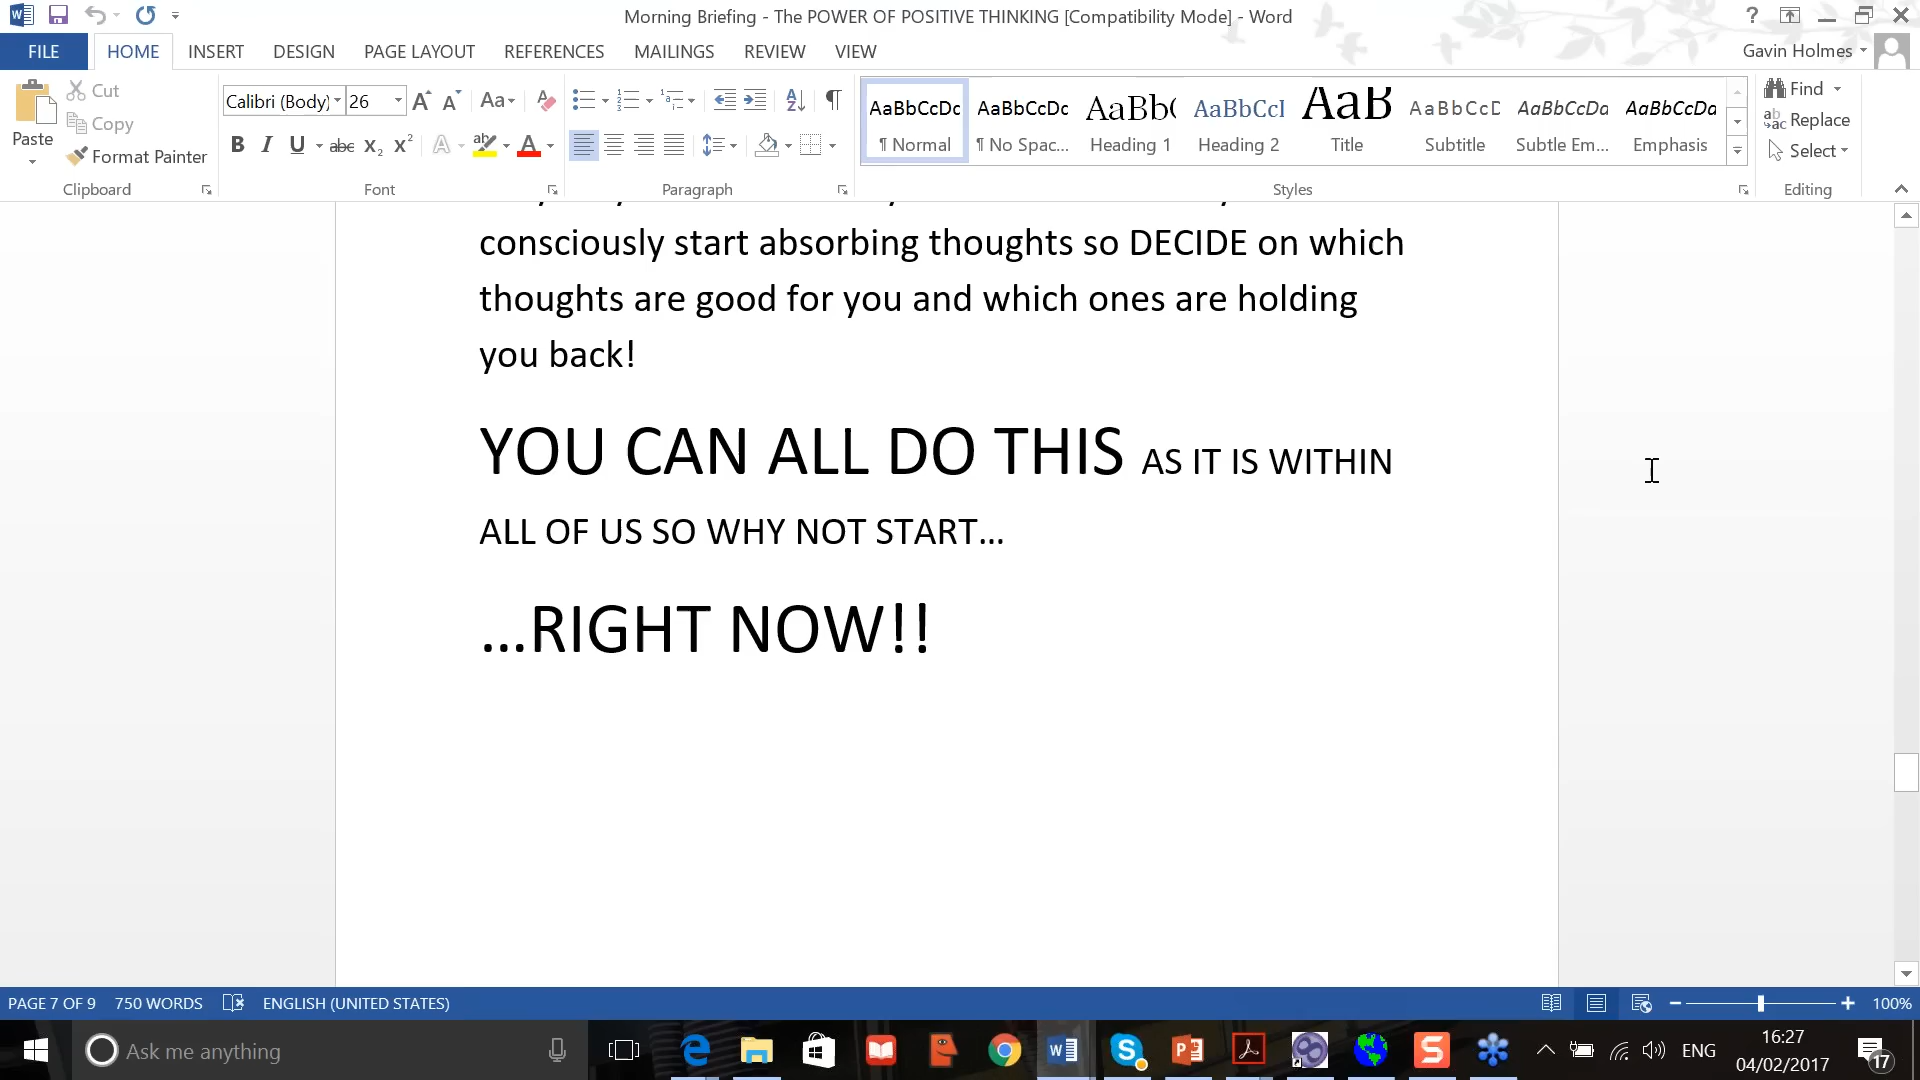 Morning Briefing - The POWER OF POSITIVE THINKING [Compatibility Mode] - Word
FILE HOME INSERT DESIGN PAGE LAYOUT REFERENCES MAILINGS REVIEW VIEW Gavin Holmes
Paste Cut Copy Format Painter
Calibri (Body) 26
AaBbCcDc AaBbCcDc AaBb( AaBbCcI AaB AaBbCcD AaBbCcDa AaBbCcDa
¶ Normal ¶ No Spac... Heading 1 Heading 2 Title Subtitle Subtle Em... Emphasis
Find Replace Select
Clipboard Font Paragraph Styles Editing
consciously start absorbing thoughts so DECIDE on which
thoughts are good for you and which ones are holding
you back!
YOU CAN ALL DO THIS AS IT IS WITHIN
ALL OF US SO WHY NOT START…
…RIGHT NOW!!
PAGE 7 OF 9 750 WORDS ENGLISH (UNITED STATES) 100%
Ask me anything
ENG
16:27
04/02/2017
17